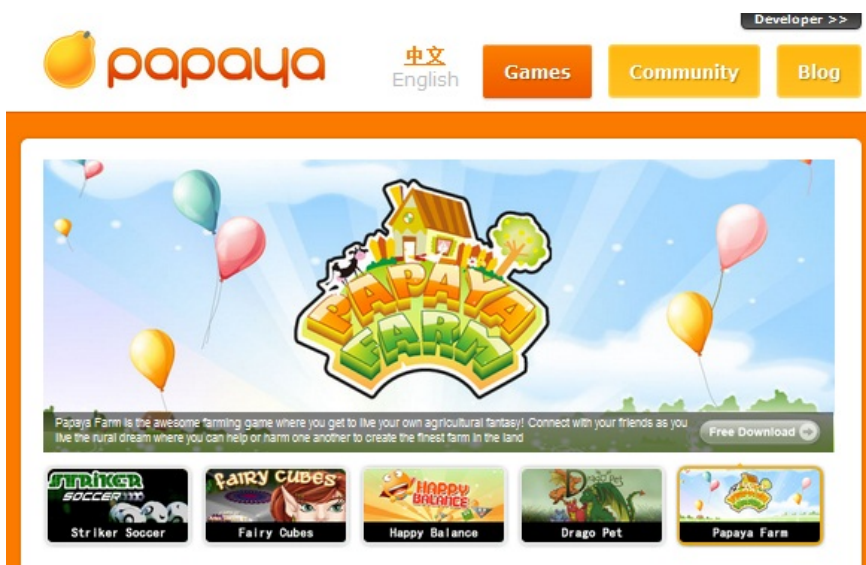 Developer >>
papaya
中文
English
Games
Community
Blog
PAPAYA
FARM
Papaya Farm is the awesome farming game where you get to live your own agricultural fantasy! Connect with your friends as you
live the rural dream where you can help or harm one another to create the finest farm in the land
Free Download
STRIKER
SOCCER
Striker Soccer
FAIRY CUBES
Fairy Cubes
HAPPY
BALANCE
Happy Balance
Drago Pet
Drago Pet
PAPAYA
FARM
Papaya Farm